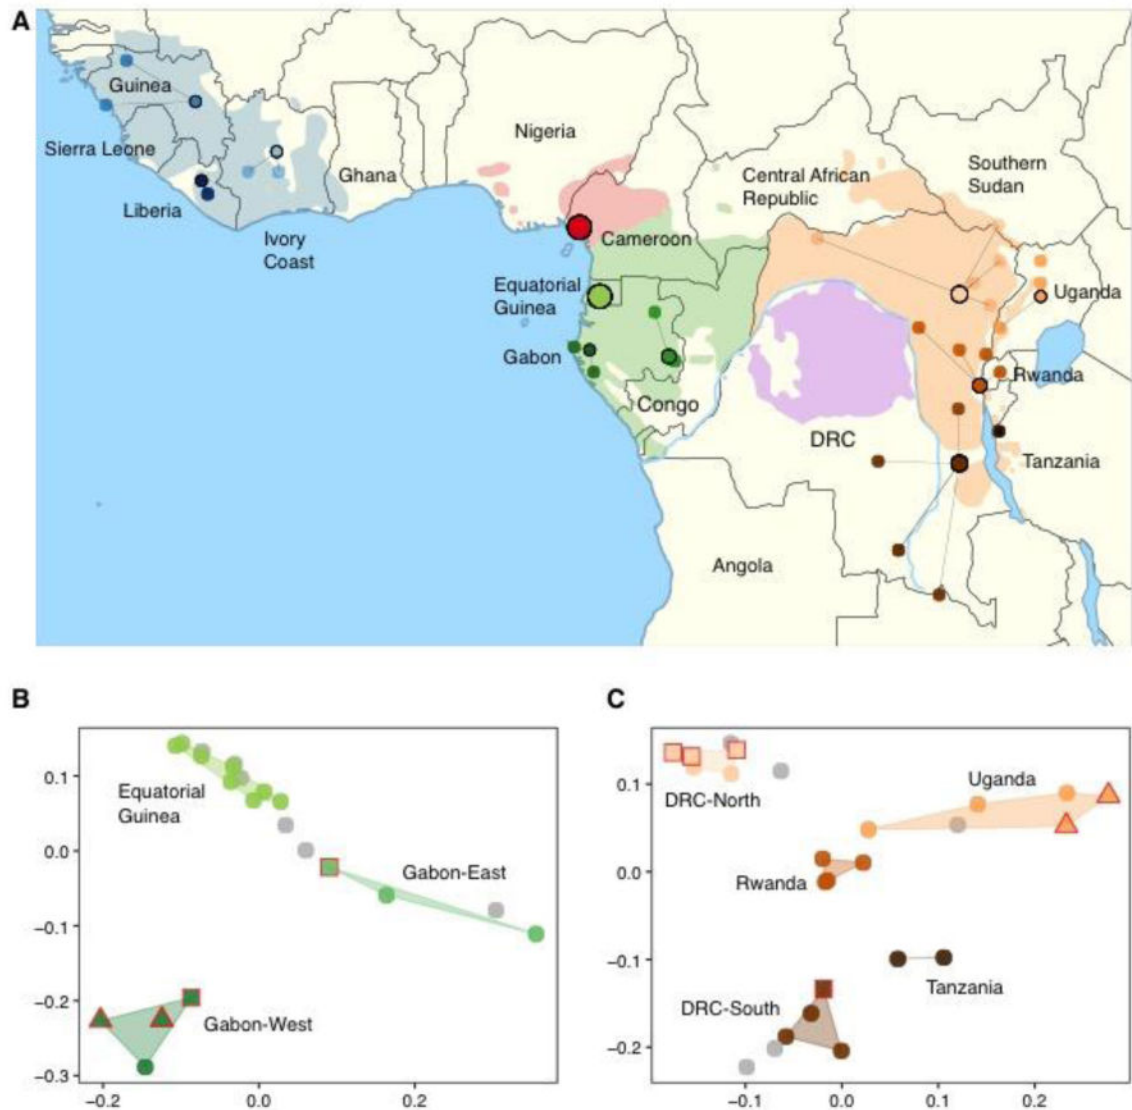 A
Guinea
Sierra Leone
Liberia
Ivory
Coast
Ghana
Nigeria
Cameroon
Central African
Republic
Southern
Sudan
Equatorial
Guinea
Gabon
Congo
DRC
Uganda
Rwanda
Tanzania
Angola
B
0.1
0.0
−0.1
−0.2
−0.3
−0.2
0.0
0.2
Equatorial
Guinea
Gabon-East
Gabon-West
C
0.1
0.0
−0.1
−0.2
−0.1
0.0
0.1
0.2
DRC-North
Uganda
Rwanda
Tanzania
DRC-South